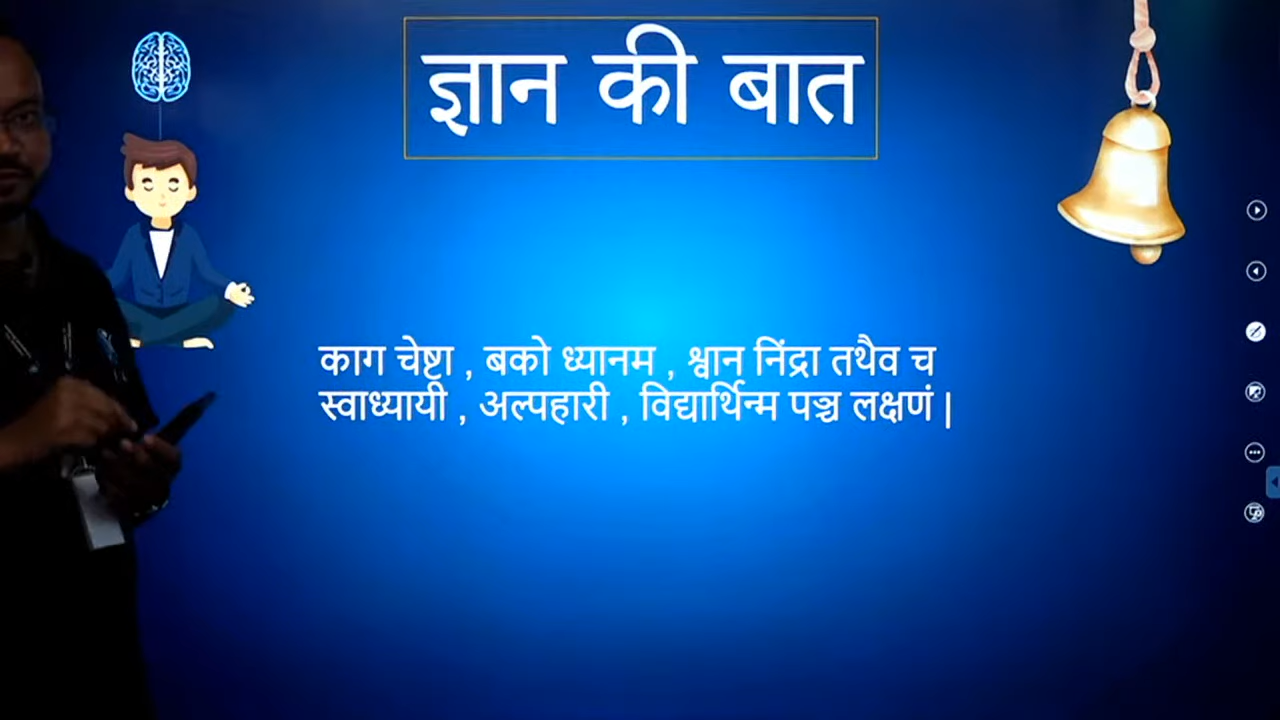 ज्ञान की बात
काग चेष्टा , बको ध्यानम , श्वान निंद्रा तथैव च
स्वाध्यायी , अल्पहारी , विद्यार्थिन्म पञ्च लक्षणं |